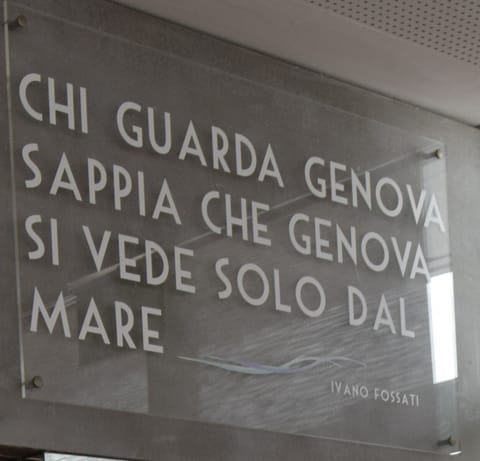 CHI GUARDA GENOVA
SAPPIA CHE GENOVA
SI VEDE SOLO DAL
MARE
IVANO FOSSATI